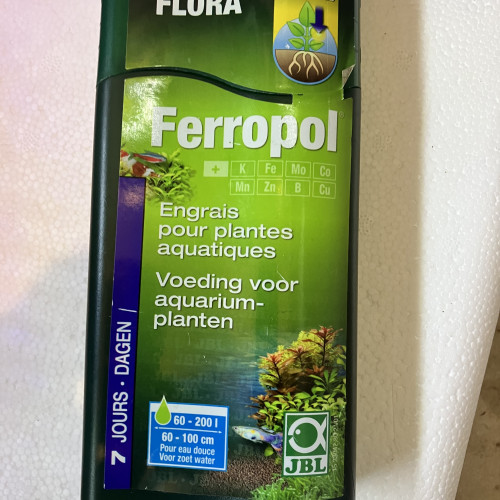 FLORA
Ferropol®
+ K Fe Mo Co
Mn Zn B Cu
Engrais
pour plantes
aquatiques
Voeding voor
aquarium-
planten
7 JOURS · DAGEN
60 - 200 l
60 - 100 cm
Pour eau douce
Voor zoet water
JBL